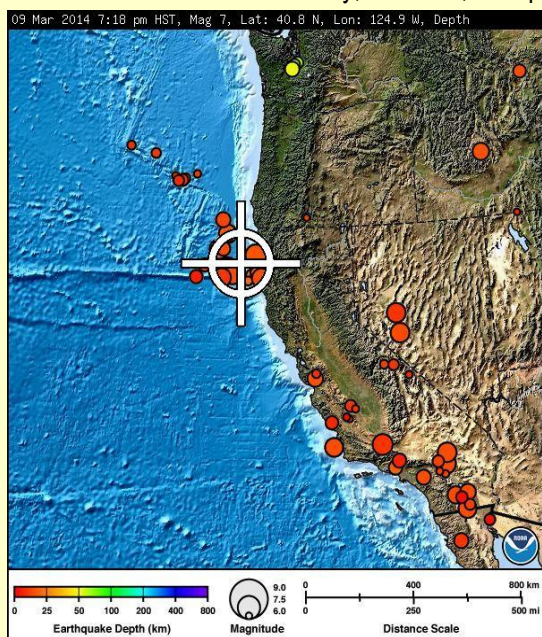 09 Mar 2014 7:18 pm HST, Mag 7, Lat: 40.8 N, Lon: 124.9 W, Depth
NOAA
0 25 50 100 200 400 800
Earthquake Depth (km)
9.0
7.5
6.0
Magnitude
0 400 800 km
0 250 500 mi
Distance Scale